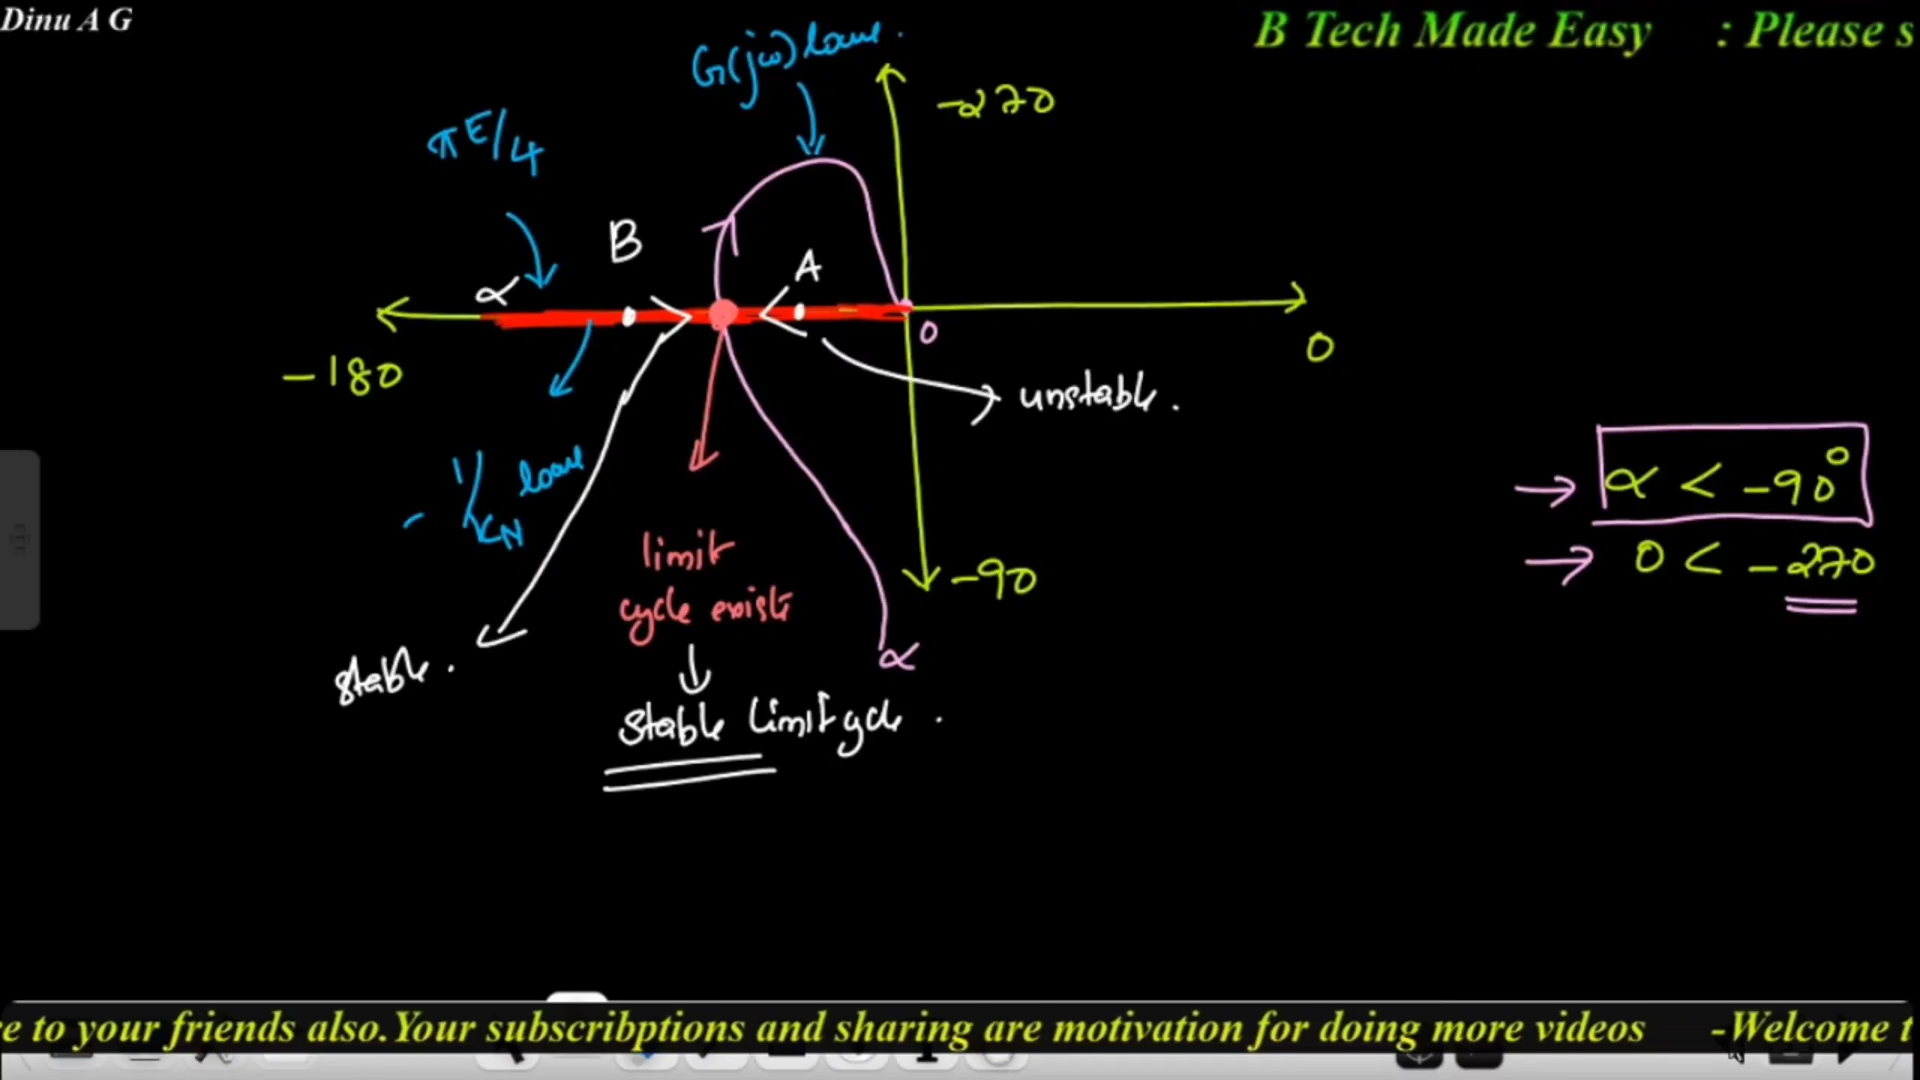 Dinu A G
B Tech Made Easy : Please s
G(jω) locus.
-270
πE/4
B
A
α
0
-180
0
unstable.
-1/KN locus
α < -90°
0 < -270
limit
cycle exists
-90
α
stable.
stable limit cycle.
e to your friends also.Your subscribptions and sharing are motivation for doing more videos -Welcome t